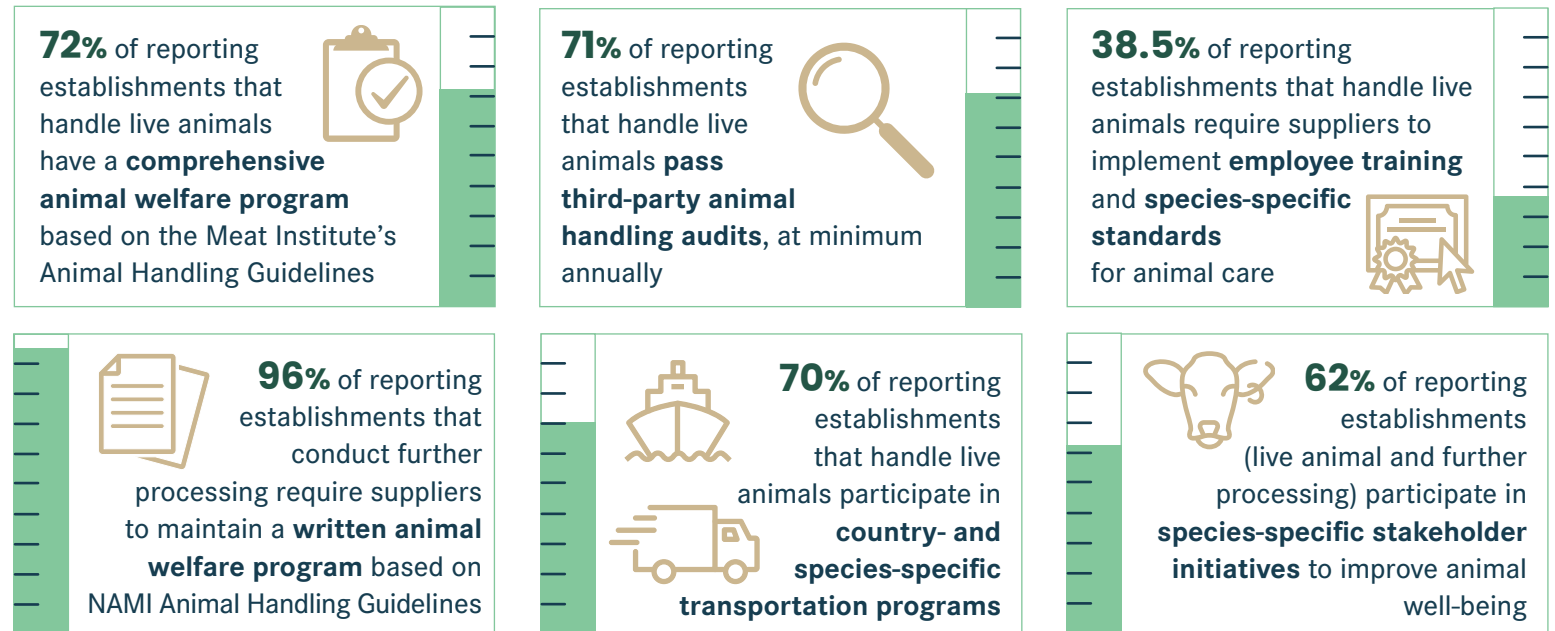 72% of reporting
establishments that
handle live animals
have a comprehensive
animal welfare program
based on the Meat Institute’s
Animal Handling Guidelines
71% of reporting
establishments
that handle live
animals pass
third-party animal
handling audits, at minimum
annually
38.5% of reporting
establishments that handle live
animals require suppliers to
implement employee training
and species-specific
standards
for animal care
96% of reporting
establishments that
conduct further
processing require suppliers
to maintain a written animal
welfare program based on
NAMI Animal Handling Guidelines
70% of reporting
establishments
that handle live
animals participate in
country- and
species-specific
transportation programs
62% of reporting
establishments
(live animal and further
processing) participate in
species-specific stakeholder
initiatives to improve animal
well-being